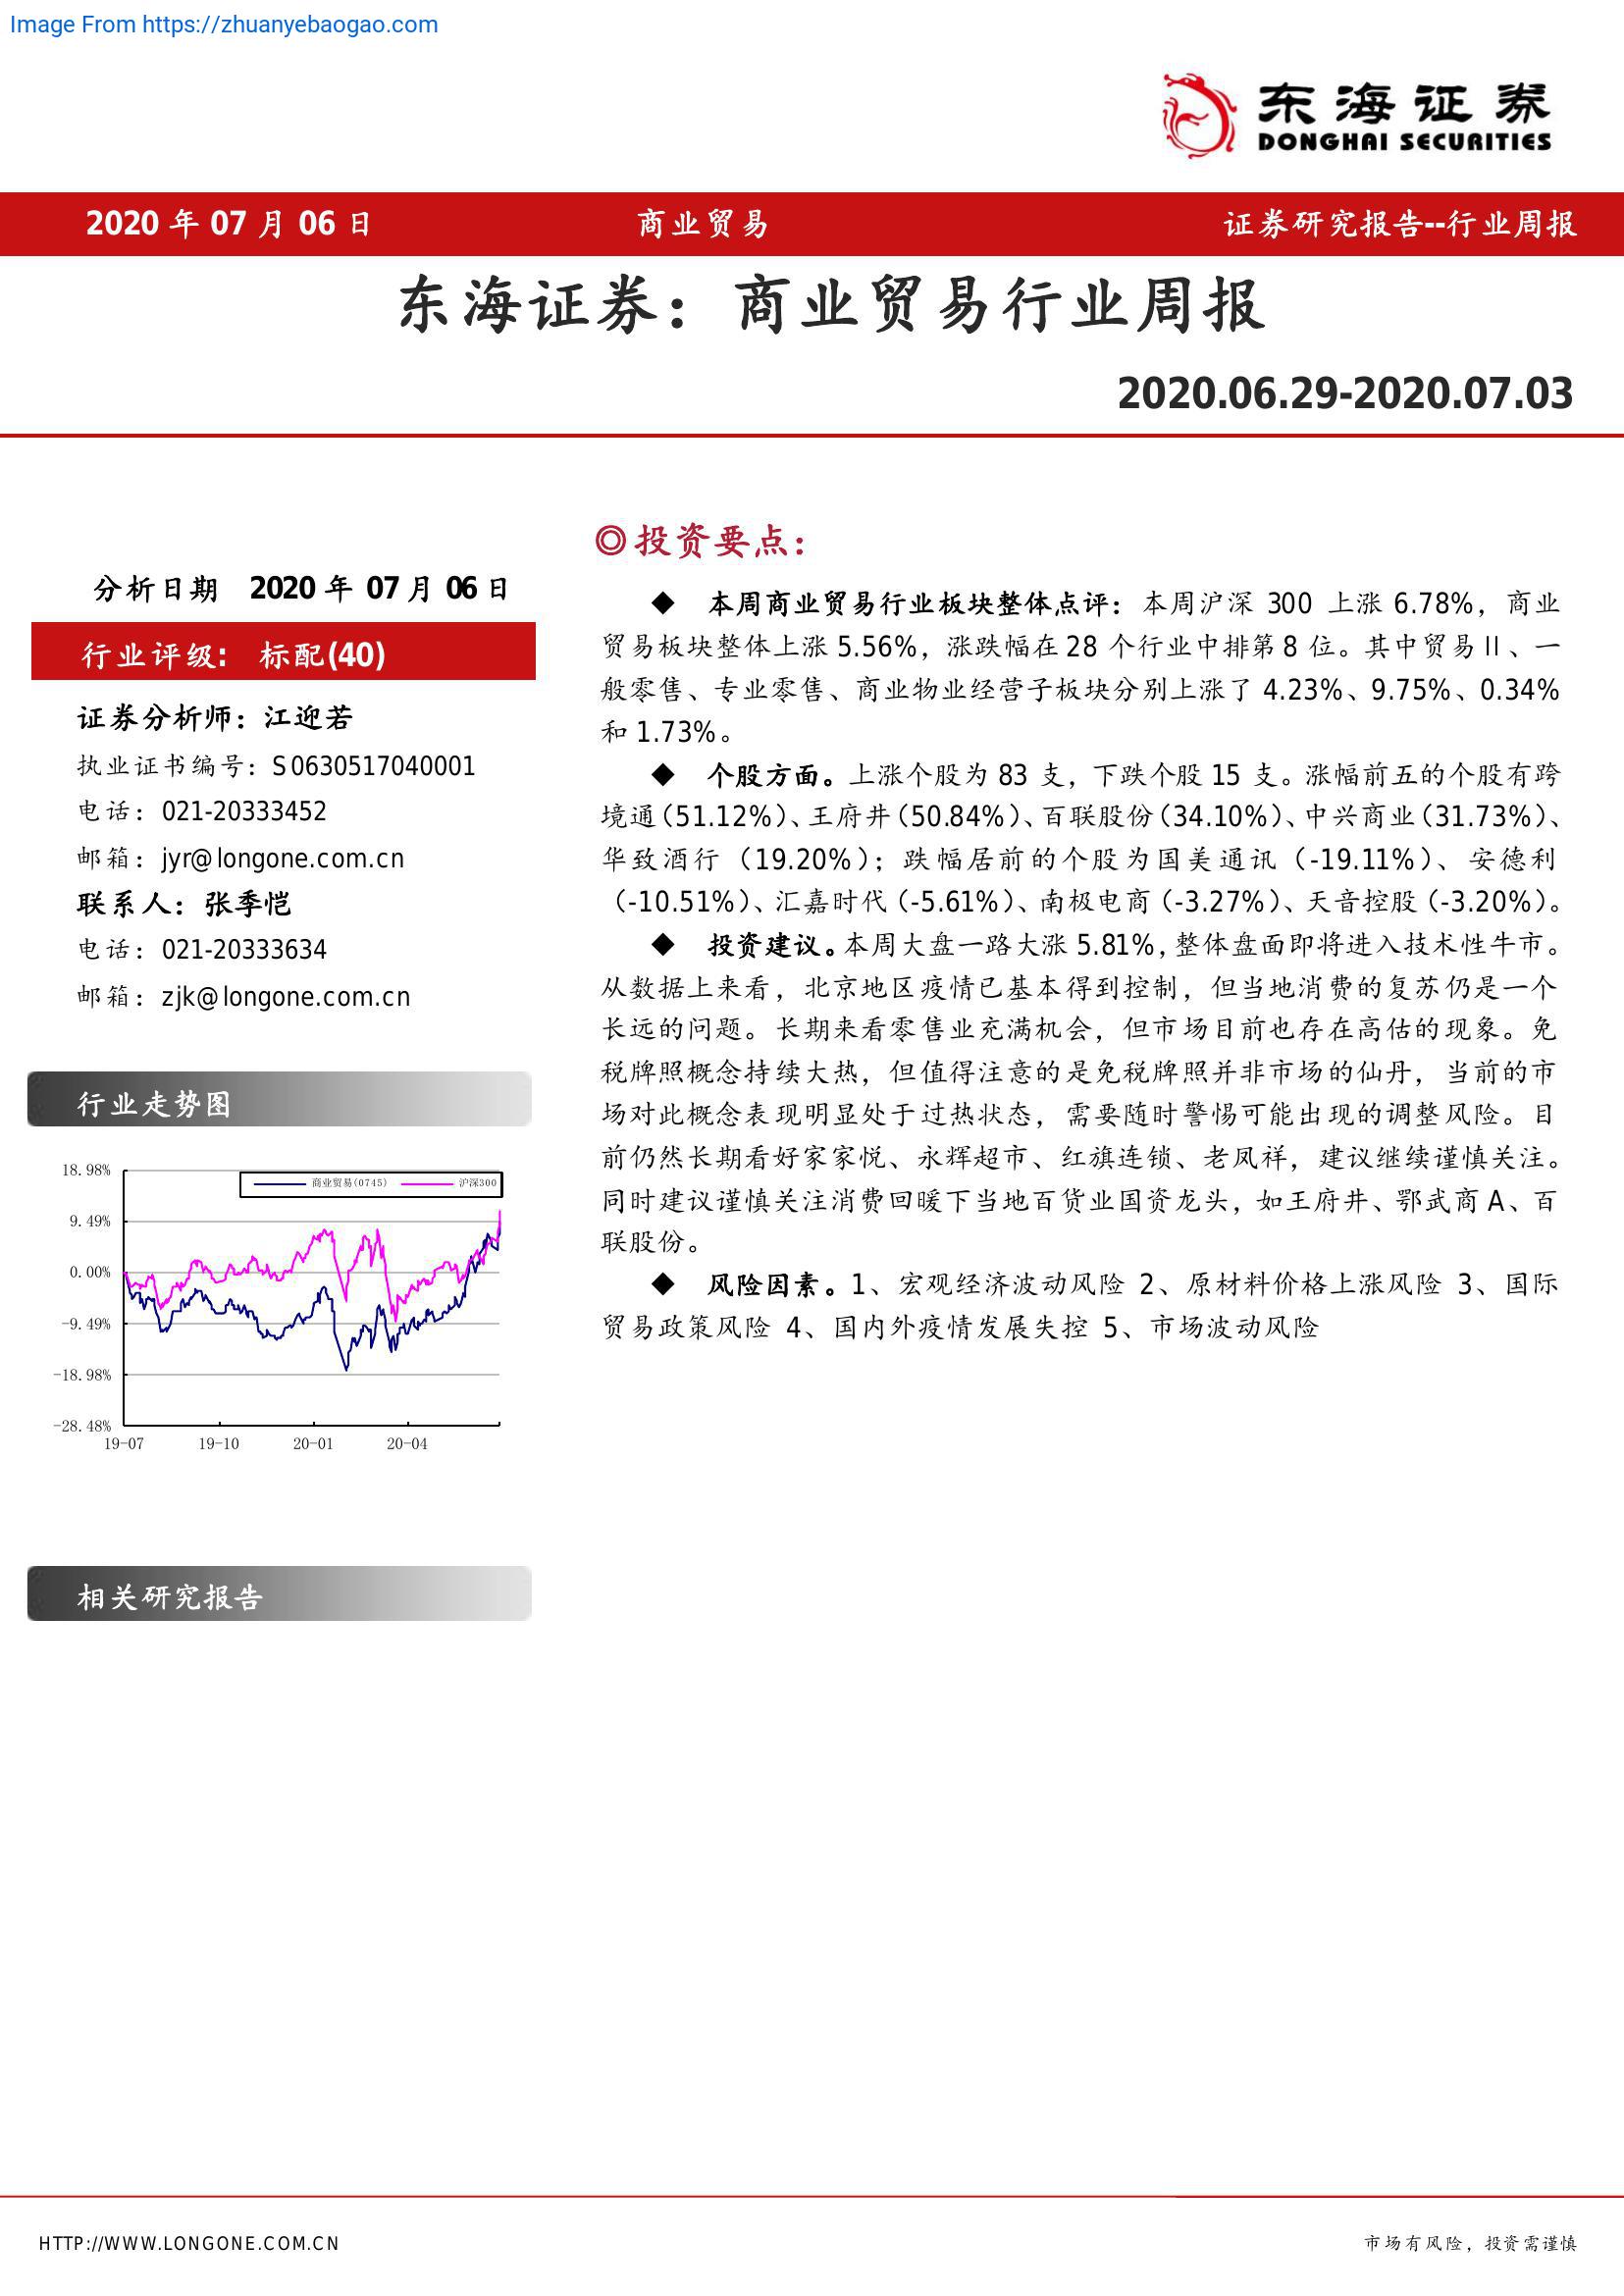 Image From https://zhuanyebaogao.com
东海证券
DONGHAI SECURITIES
2020 年 07 月 06 日
商业贸易
证券研究报告--行业周报
东海证券：商业贸易行业周报
2020.06.29-2020.07.03
分析日期 2020 年 07 月 06 日
行业评级: 标配(40)
证券分析师：江迎若
执业证书编号：S0630517040001
电话：021-20333452
邮箱：jyr@longone.com.cn
联系人：张季恺
电话：021-20333634
邮箱：zjk@longone.com.cn
行业走势图
18.98%
9.49%
0.00%
-9.49%
-18.98%
-28.48%
商业贸易(0745)
沪深300
19-07
19-10
20-01
20-04
相关研究报告
◎投资要点：
◆ 本周商业贸易行业板块整体点评：本周沪深 300 上涨 6.78%，商业
贸易板块整体上涨 5.56%，涨跌幅在 28 个行业中排第 8 位。其中贸易 II、一
般零售、专业零售、商业物业经营子板块分别上涨了 4.23%、9.75%、0.34%
和 1.73%。
◆ 个股方面。上涨个股为 83 支，下跌个股 15 支。涨幅前五的个股有跨
境通（51.12%）、王府井（50.84%）、百联股份（34.10%）、中兴商业（31.73%）、
华致酒行（19.20%）；跌幅居前的个股为国美通讯（-19.11%）、安德利
（-10.51%）、汇嘉时代（-5.61%）、南极电商（-3.27%）、天音控股（-3.20%）。
◆ 投资建议。本周大盘一路大涨 5.81%，整体盘面即将进入技术性牛市。
从数据上来看，北京地区疫情已基本得到控制，但当地消费的复苏仍是一个
长远的问题。长期来看零售业充满机会，但市场目前也存在高估的现象。免
税牌照概念持续大热，但值得注意的是免税牌照并非市场的仙丹，当前的市
场对此概念表现明显处于过热状态，需要随时警惕可能出现的调整风险。目
前仍然长期看好家家悦、永辉超市、红旗连锁、老凤祥，建议继续谨慎关注。
同时建议谨慎关注消费回暖下当地百货业国资龙头，如王府井、鄂武商 A、百
联股份。
◆ 风险因素。1、宏观经济波动风险 2、原材料价格上涨风险 3、国际
贸易政策风险 4、国内外疫情发展失控 5、市场波动风险
HTTP://WWW.LONGONE.COM.CN
市场有风险，投资需谨慎